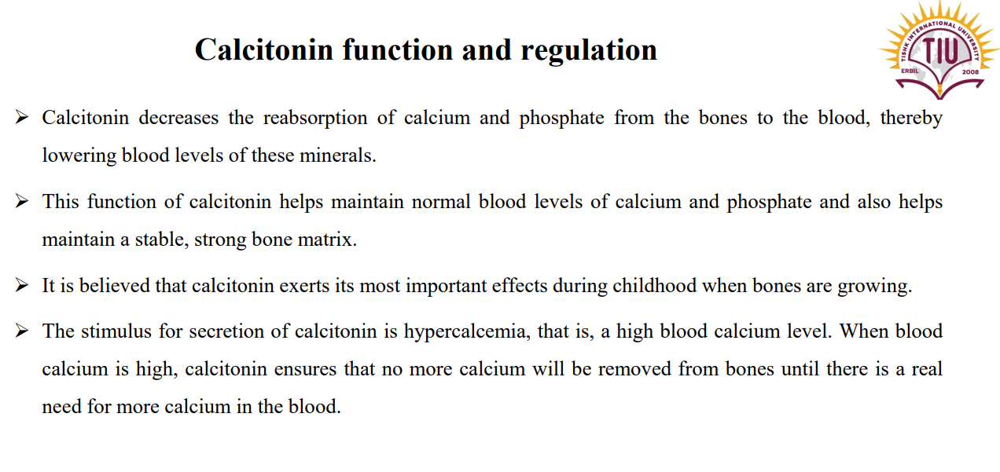 Calcitonin function and regulation
TISHK INTERNATIONAL UNIVERSITY
TIU
ERBIL 2008
➢ Calcitonin decreases the reabsorption of calcium and phosphate from the bones to the blood, thereby
lowering blood levels of these minerals.
➢ This function of calcitonin helps maintain normal blood levels of calcium and phosphate and also helps
maintain a stable, strong bone matrix.
➢ It is believed that calcitonin exerts its most important effects during childhood when bones are growing.
➢ The stimulus for secretion of calcitonin is hypercalcemia, that is, a high blood calcium level. When blood
calcium is high, calcitonin ensures that no more calcium will be removed from bones until there is a real
need for more calcium in the blood.